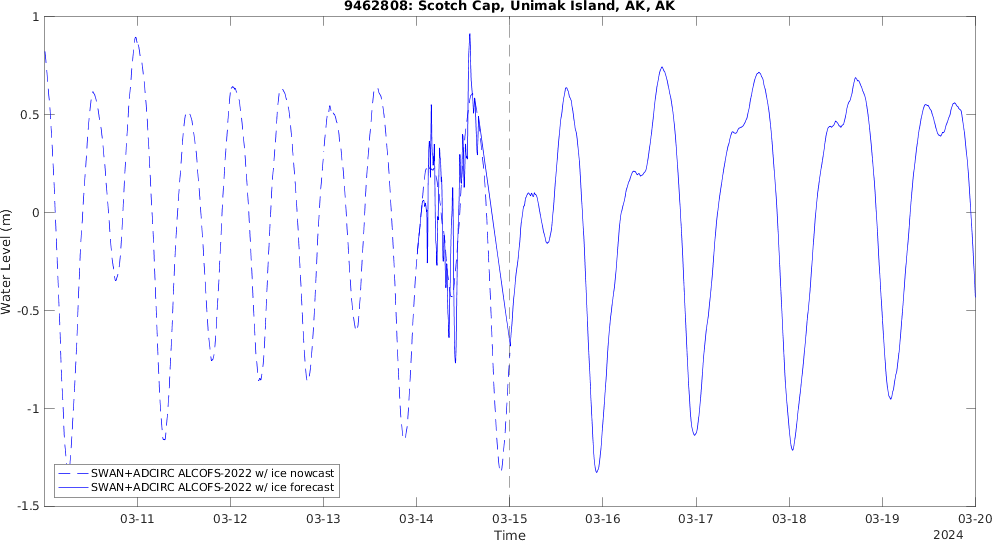 9462808: Scotch Cap, Unimak Island, AK, AK
Water Level (m)
1
0.5
0
-0.5
-1
-1.5
SWAN+ADCIRC ALCOFS-2022 w/ ice nowcast
SWAN+ADCIRC ALCOFS-2022 w/ ice forecast
03-11 03-12 03-13 03-14 03-15 03-16 03-17 03-18 03-19 03-20
Time
2024